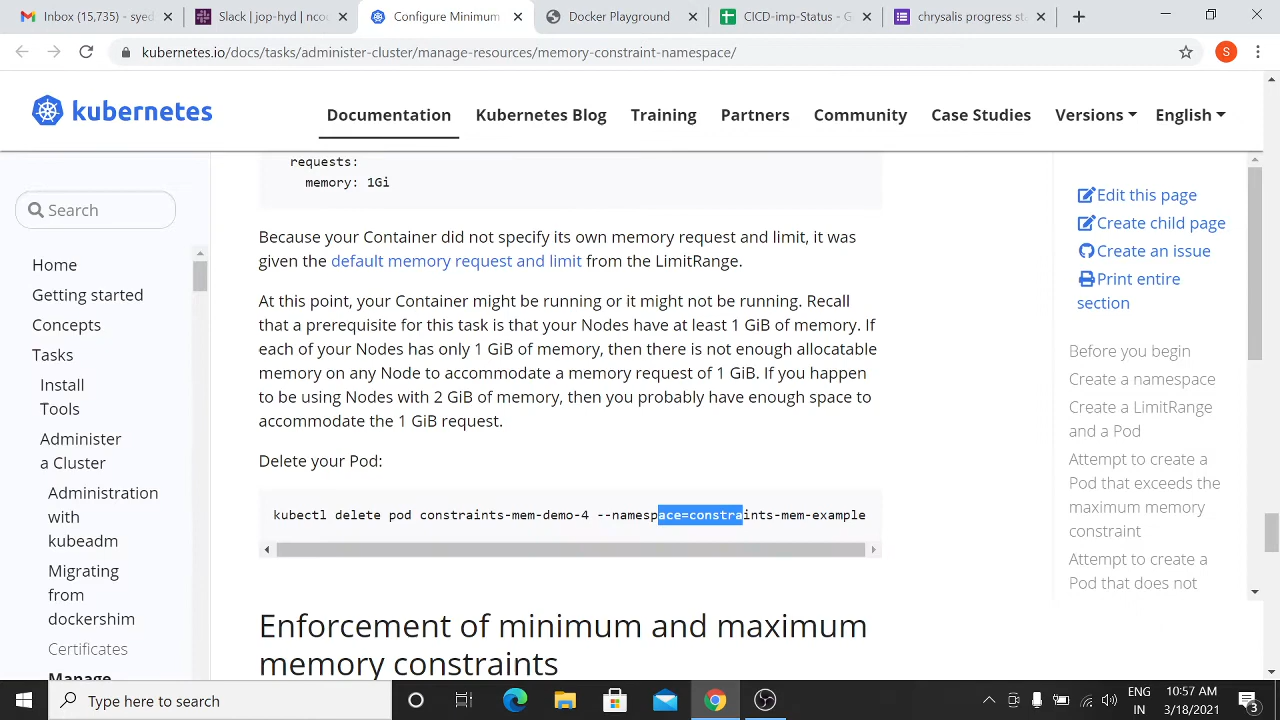 Inbox (15,735) - syed
Slack | jop-hyd | nco
Configure Minimum
Docker Playground
CICD-imp-Status - G
chrysalis progress st
kubernetes.io/docs/tasks/administer-cluster/manage-resources/memory-constraint-namespace/
S
kubernetes
Documentation
Kubernetes Blog
Training
Partners
Community
Case Studies
Versions
English
Search
Home
Getting started
Concepts
Tasks
Install
Tools
Administer
a Cluster
Administration
with
kubeadm
Migrating
from
dockershim
Certificates
Manage
requests:
memory: 1Gi
Because your Container did not specify its own memory request and limit, it was
given the default memory request and limit from the LimitRange.
At this point, your Container might be running or it might not be running. Recall
that a prerequisite for this task is that your Nodes have at least 1 GiB of memory. If
each of your Nodes has only 1 GiB of memory, then there is not enough allocatable
memory on any Node to accommodate a memory request of 1 GiB. If you happen
to be using Nodes with 2 GiB of memory, then you probably have enough space to
accommodate the 1 GiB request.
Delete your Pod:
kubectl delete pod constraints-mem-demo-4 --namespace=constraints-mem-example
Enforcement of minimum and maximum
memory constraints
Edit this page
Create child page
Create an issue
Print entire
section
Before you begin
Create a namespace
Create a LimitRange
and a Pod
Attempt to create a
Pod that exceeds the
maximum memory
constraint
Attempt to create a
Pod that does not
Type here to search
ENG
IN
10:57 AM
3/18/2021
3